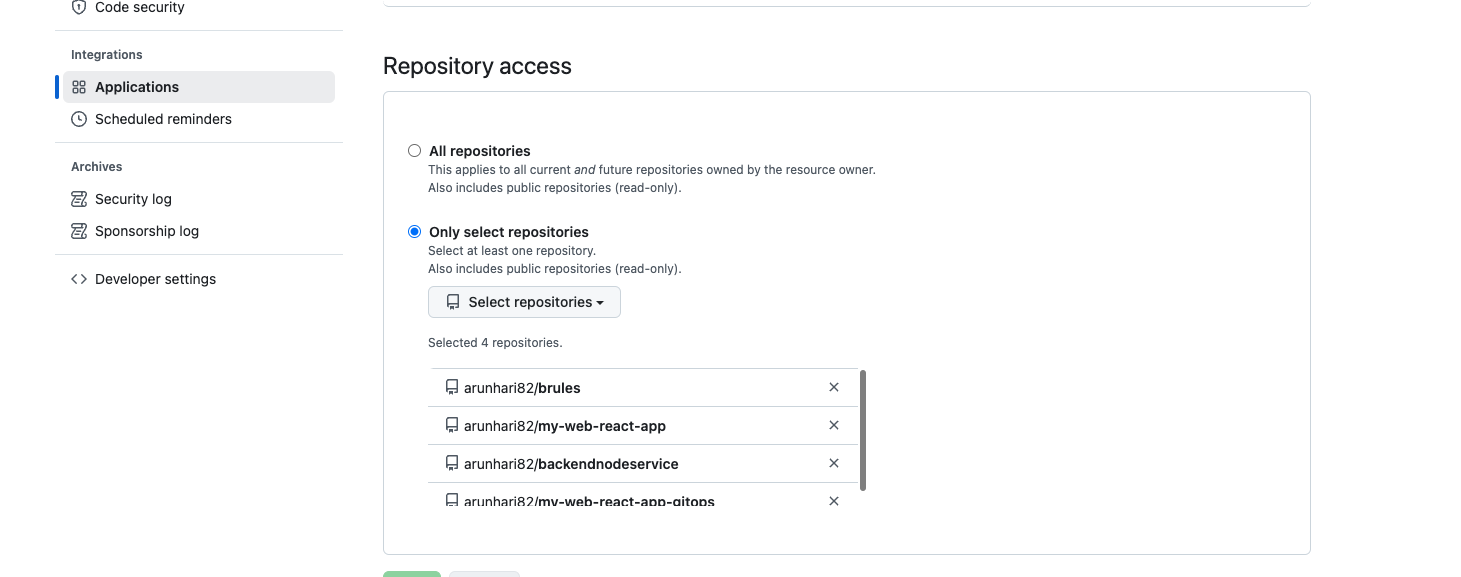 Code security
Integrations
Applications
Scheduled reminders
Archives
Security log
Sponsorship log
Developer settings
Repository access
All repositories
This applies to all current and future repositories owned by the resource owner.
Also includes public repositories (read-only).
Only select repositories
Select at least one repository.
Also includes public repositories (read-only).
Select repositories
Selected 4 repositories.
arunhari82/brules
arunhari82/my-web-react-app
arunhari82/backendnodeservice
arunhari82/my-web-react-app-gitops